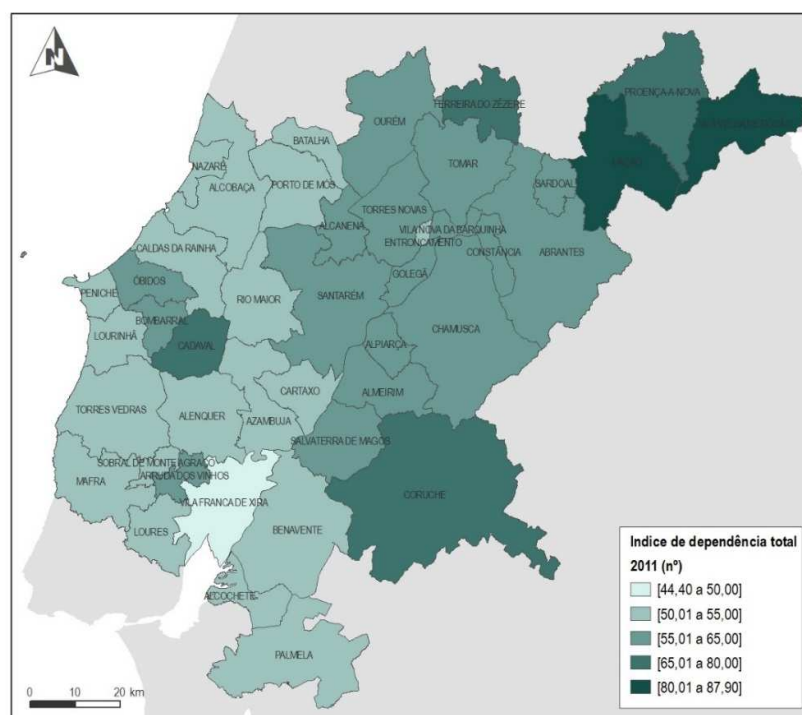 N
FERREIRA DO ZÊZERE
PROENÇA-A-NOVA
OURÉM
BATALHA
NAZARÉ
TOMAR
ALCOBAÇA
PORTO DE MÓS
SARDOAL
TORRES NOVAS
ALCANENA
VILA NOVA DA BARQUINHA
ENTRONCAMENTO
CALDAS DA RAINHA
CONSTÂNCIA
ABRANTES
GOLEGÃ
ÓBIDOS
PENICHE
SANTARÉM
RIO MAIOR
BOMBARRAL
CHAMUSCA
LOURINHÃ
CADAVAL
ALPIARÇA
CARTAXO
ALMEIRIM
TORRES VEDRAS
ALENQUER
AZAMBUJA
SALVATERRA DE MAGOS
SOBRAL DE MONTE AGRAÇO
ARRUDA DOS VINHOS
MAFRA
CORUCHE
VILA FRANCA DE XIRA
LOURES
BENAVENTE
ALCOCHETE
PALMELA
Indice de dependência total
2011 (nº)
[44,40 a 50,00]
[50,01 a 55,00]
[55,01 a 65,00]
[65,01 a 80,00]
[80,01 a 87,90]
0 10 20 km